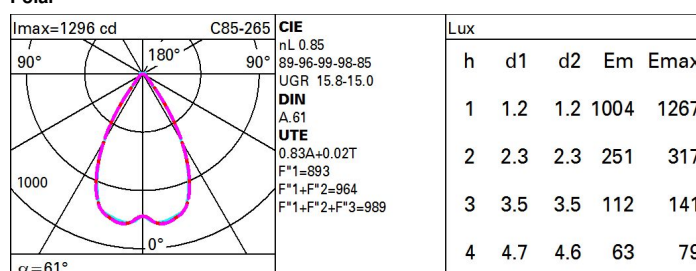 Imax=1296 cd C85-265
90° 180° 90°
1000
0°
α=61°
CIE
nL 0.85
89-96-99-98-85
UGR 15.8-15.0
DIN
A.61
UTE
0.83A+0.02T
F"1=893
F"1+F"2=964
F"1+F"2+F"3=989
Lux
h d1 d2 Em Emax
1 1.2 1.2 1004 1267
2 2.3 2.3 251 317
3 3.5 3.5 112 141
4 4.7 4.6 63 79